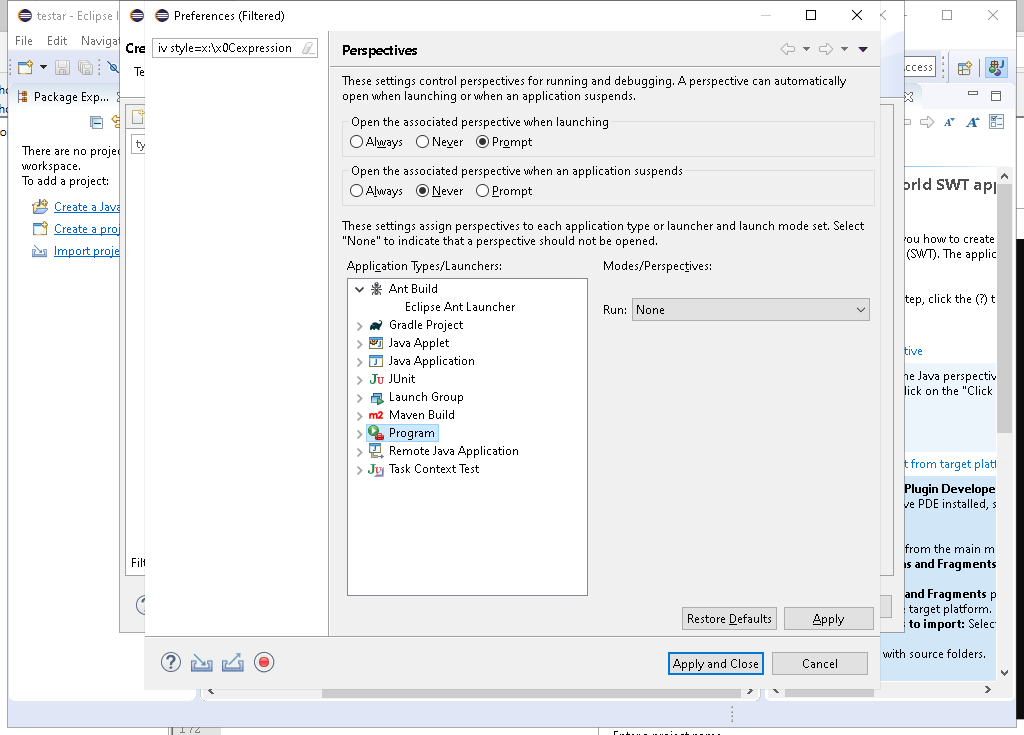 testar - Eclipse I
Preferences (Filtered)
File Edit Navigat
Cre
iv style=x:\x0Cexpression
Perspectives
Te
These settings control perspectives for running and debugging. A perspective can automatically
open when launching or when an application suspends.
Open the associated perspective when launching
Always Never Prompt
Open the associated perspective when an application suspends
Always Never Prompt
These settings assign perspectives to each application type or launcher and launch mode set. Select
"None" to indicate that a perspective should not be opened.
Application Types/Launchers:
Modes/Perspectives:
Ant Build
Eclipse Ant Launcher
Gradle Project
Java Applet
Java Application
JUnit
Launch Group
Maven Build
Program
Remote Java Application
Task Context Test
Run: None
Restore Defaults Apply
Apply and Close Cancel
Package Exp...
ty
There are no projec
workspace.
To add a project:
Create a Java
Create a proj
Import proje
Filt
ccess
orld SWT app
you how to create
(SWT). The applic
tep, click the (?) t
tive
he Java perspectiv
lick on the "Click
t from target platf
Plugin Develope
ve PDE installed, s
from the main m
ns and Fragments
and Fragments p
target platform.
s to import: Selec
with source folders.
172
Enter a project name